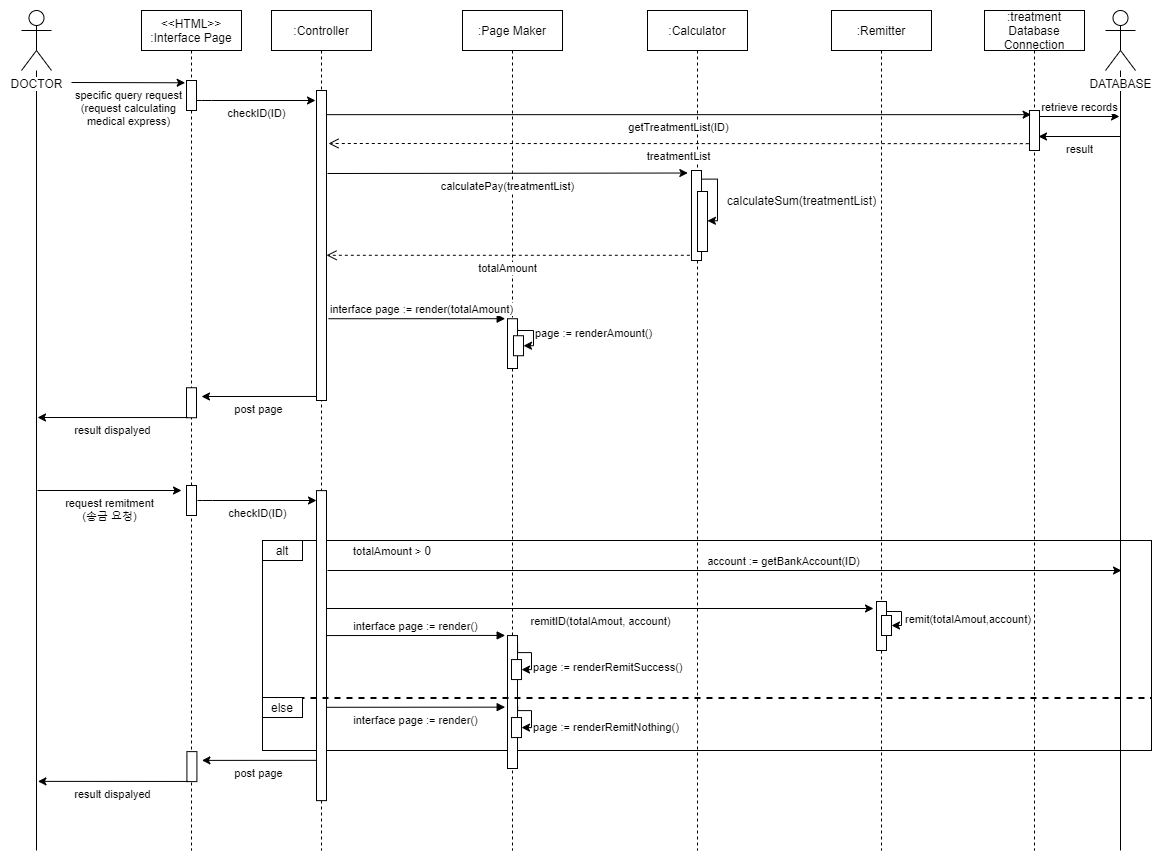 <<HTML>>
:Interface Page
:Controller
:Page Maker
:Calculator
:Remitter
:treatment
Database
Connection
DOCTOR
DATABASE
specific query request
(request calculating
medical express)
checkID(ID)
retrieve records
getTreatmentList(ID)
result
treatmentList
calculatePay(treatmentList)
calculateSum(treatmentList)
totalAmount
interface page := render(totalAmount)
page := renderAmount()
post page
result dispalyed
request remitment
(송금 요청)
checkID(ID)
alt
totalAmount > 0
account := getBankAccount(ID)
remitID(totalAmout, account)
remit(totalAmout,account)
interface page := render()
page := renderRemitSuccess()
else
interface page := render()
page := renderRemitNothing()
post page
result dispalyed